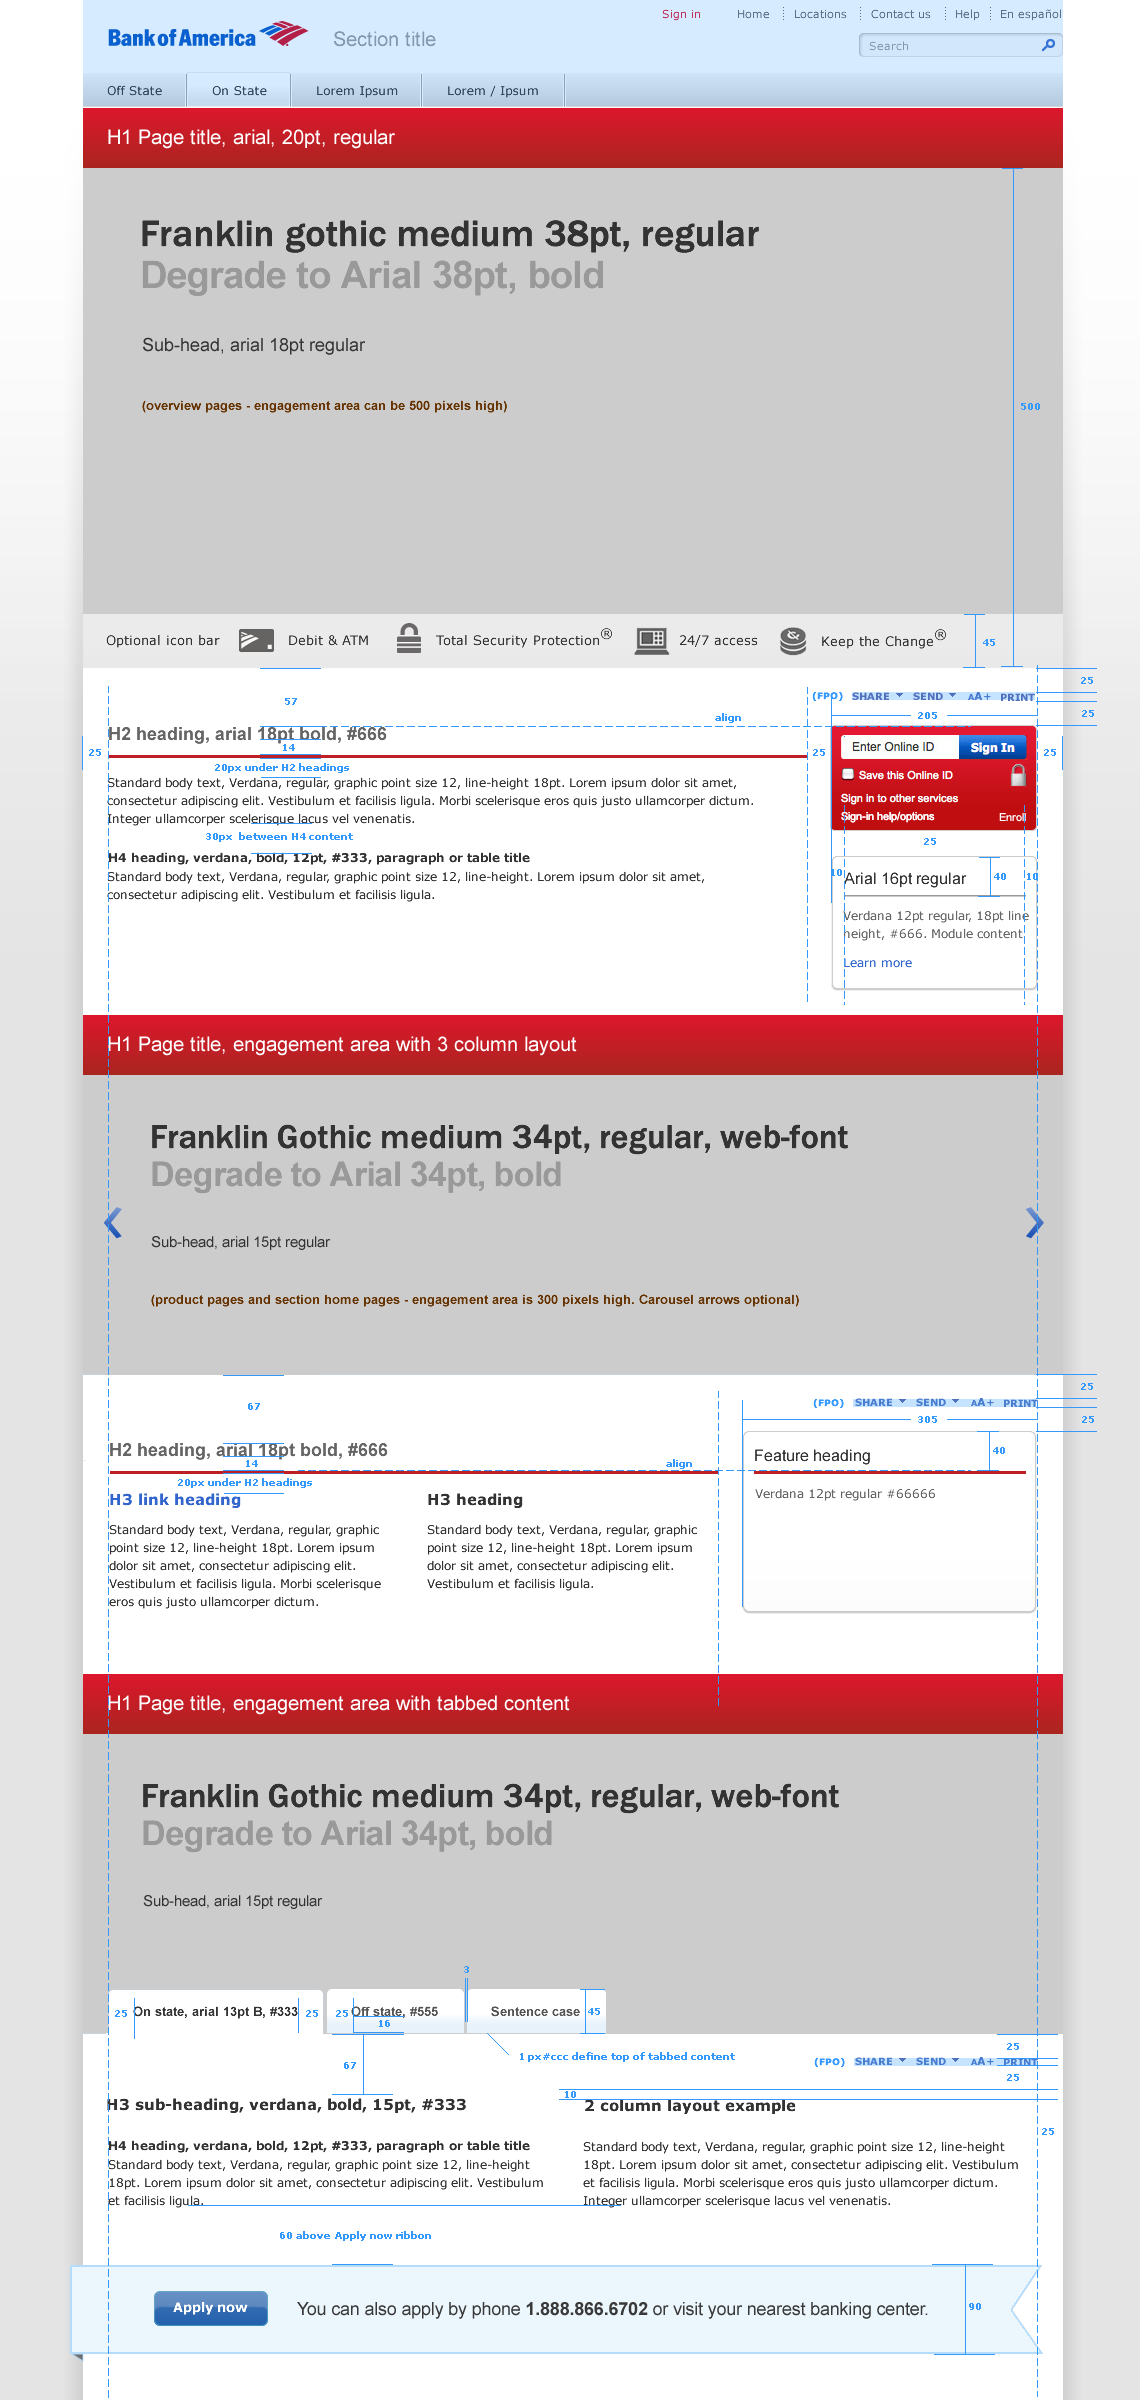 Sign in Home Locations Contact us Help En español
Bank of America Section title
Search
Off State On State Lorem Ipsum Lorem / Ipsum
H1 Page title, arial, 20pt, regular
Franklin gothic medium 38pt, regular
Degrade to Arial 38pt, bold
Sub-head, arial 18pt regular
(overview pages - engagement area can be 500 pixels high)
500
Optional icon bar Debit & ATM Total Security Protection® 24/7 access Keep the Change®
45
25
57
(FPO) SHARE SEND AA+ PRINT
25
205
align
H2 heading, arial 18pt bold, #666
14
25
25
25
Enter Online ID Sign In
20px under H2 headings
Save this Online ID
Standard body text, Verdana, regular, graphic point size 12, line-height 18pt. Lorem ipsum dolor sit amet,
consectetur adipiscing elit. Vestibulum et facilisis ligula. Morbi scelerisque eros quis justo ullamcorper dictum.
Integer ullamcorper scelerisque lacus vel venenatis.
Sign in to other services
Sign-in help/options Enroll
30px between H4 content
25
H4 heading, verdana, bold, 12pt, #333, paragraph or table title
Standard body text, Verdana, regular, graphic point size 12, line-height. Lorem ipsum dolor sit amet,
consectetur adipiscing elit. Vestibulum et facilisis ligula.
10 Arial 16pt regular 40 10
Verdana 12pt regular, 18pt line
height, #666. Module content
Learn more
H1 Page title, engagement area with 3 column layout
Franklin Gothic medium 34pt, regular, web-font
Degrade to Arial 34pt, bold
Sub-head, arial 15pt regular
(product pages and section home pages - engagement area is 300 pixels high. Carousel arrows optional)
25
67
(FPO) SHARE SEND AA+ PRINT
305
25
H2 heading, arial 18pt bold, #666
14
align
Feature heading 40
20px under H2 headings
Verdana 12pt regular #66666
H3 link heading
Standard body text, Verdana, regular, graphic
point size 12, line-height 18pt. Lorem ipsum
dolor sit amet, consectetur adipiscing elit.
Vestibulum et facilisis ligula. Morbi scelerisque
eros quis justo ullamcorper dictum.
H3 heading
Standard body text, Verdana, regular, graphic
point size 12, line-height 18pt. Lorem ipsum
dolor sit amet, consectetur adipiscing elit.
Vestibulum et facilisis ligula.
H1 Page title, engagement area with tabbed content
Franklin Gothic medium 34pt, regular, web-font
Degrade to Arial 34pt, bold
Sub-head, arial 15pt regular
3
25 On state, arial 13pt B, #333 25 25 Off state, #555 Sentence case 45
16
1 px #ccc define top of tabbed content
67
25
(FPO) SHARE SEND AA+ PRINT
25
10
25
H3 sub-heading, verdana, bold, 15pt, #333
H4 heading, verdana, bold, 12pt, #333, paragraph or table title
Standard body text, Verdana, regular, graphic point size 12, line-height
18pt. Lorem ipsum dolor sit amet, consectetur adipiscing elit. Vestibulum
et facilisis ligula.
2 column layout example
Standard body text, Verdana, regular, graphic point size 12, line-height
18pt. Lorem ipsum dolor sit amet, consectetur adipiscing elit. Vestibulum
et facilisis ligula. Morbi scelerisque eros quis justo ullamcorper dictum.
Integer ullamcorper scelerisque lacus vel venenatis.
60 above Apply now ribbon
Apply now You can also apply by phone 1.888.866.6702 or visit your nearest banking center. 90